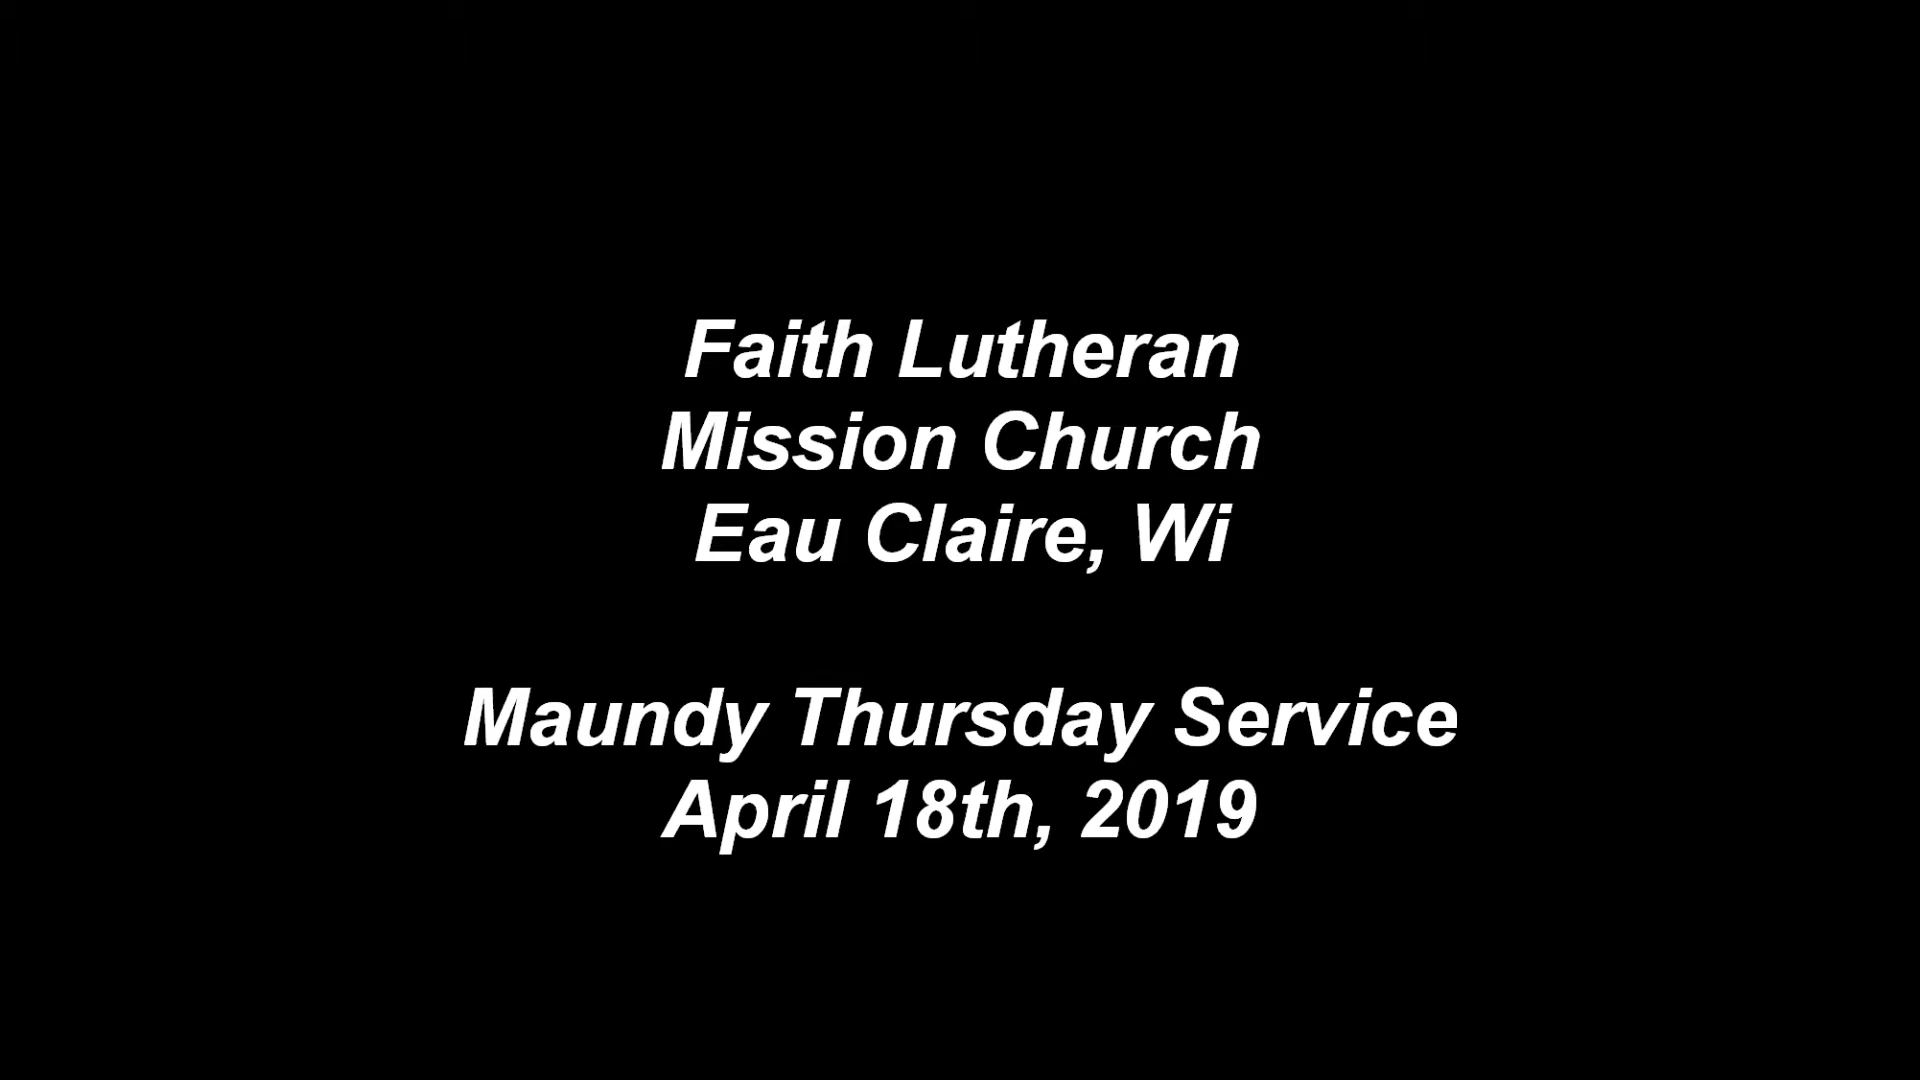 Faith Lutheran
Mission Church
Eau Claire, Wi
Maundy Thursday Service
April 18th, 2019